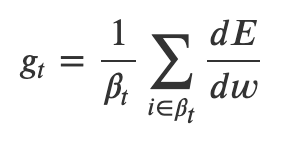 $g_t = \frac{1}{\beta_t} \sum_{i \in \beta_t} \frac{dE}{dw}$